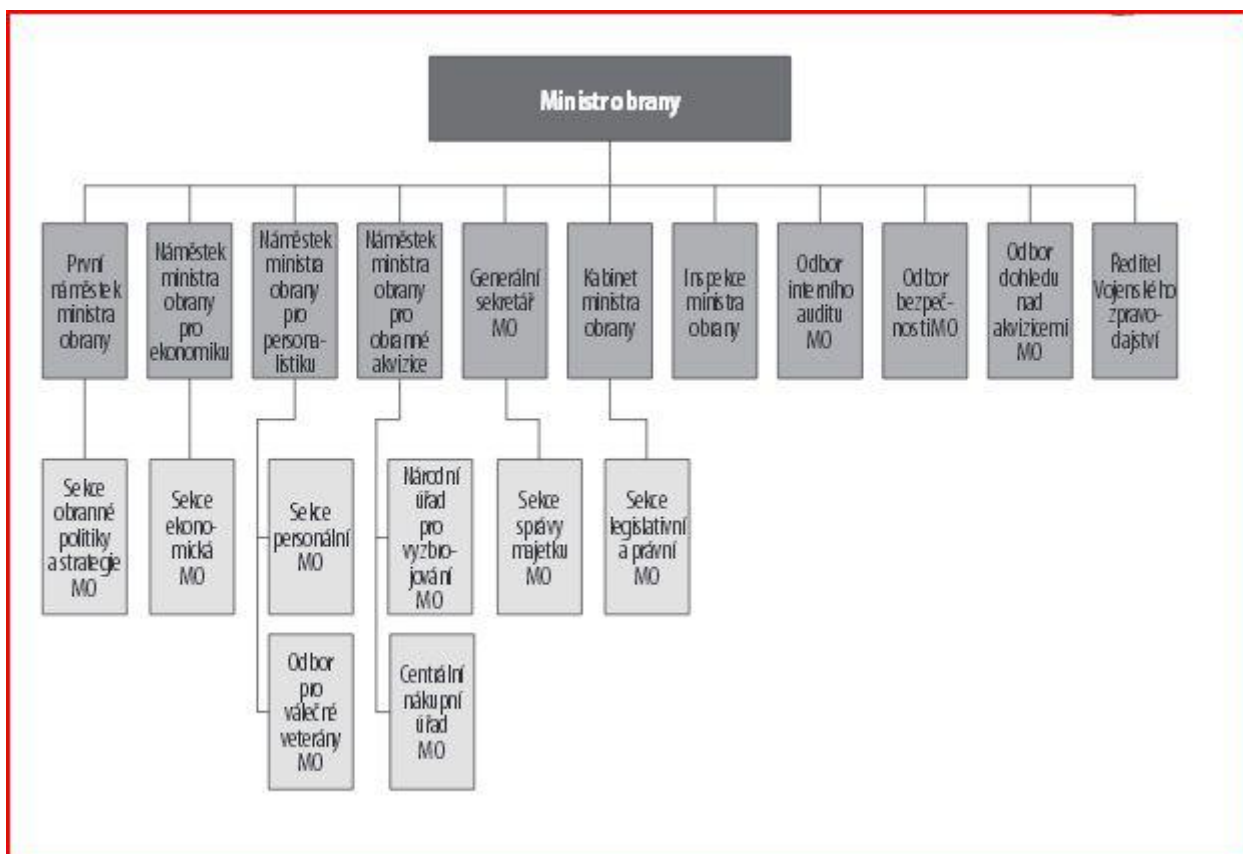 Ministr obrany
První
náměstek
ministra
obrany
Náměstek
ministra
obrany
pro
ekonomiku
Náměstek
ministra
obrany
pro
persona-
listiku
Náměstek
ministra
obrany
pro
obranné
akvizice
Generální
sekretář
MO
Kabinet
ministra
obrany
Inspekce
ministra
obrany
Odbor
interního
auditu
MO
Odbor
bezpeč-
nosti MO
Odbor
dohledu
nad
akvizicemi
MO
Ředitel
Vojenského
zpravo-
dajství
Sekce
obranné
politiky
a strategie
MO
Sekce
ekono-
mická
MO
Sekce
personální
MO
Národní
úřad
pro
vyzbro-
jování
MO
Sekce
správy
majetku
MO
Sekce
legislativní
a právní
MO
Odbor
pro
válečné
veterány
MO
Centrální
nákupní
úřad
MO